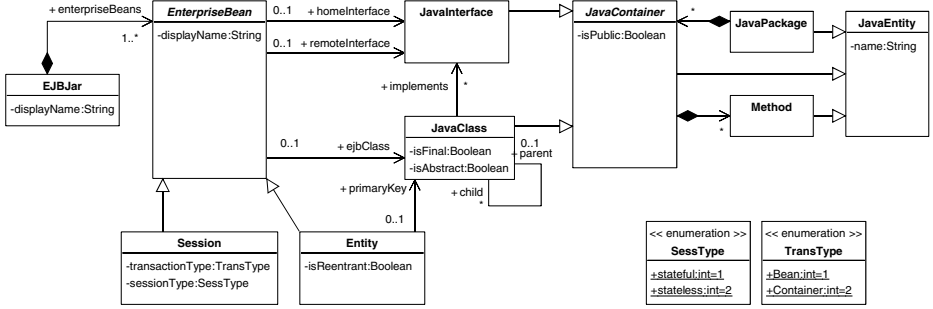 + enterpriseBeans
1..*
EJBJar
-displayName:String
EnterpriseBean
-displayName:String
0..1
+ homeInterface
0..1
+ remoteInterface
0..1
+ ejbClass
JavaInterface
+ implements
*
JavaClass
-isFinal:Boolean
-isAbstract:Boolean
0..1
+ parent
+ child
*
+ primaryKey
0..1
JavaContainer
-isPublic:Boolean
*
JavaPackage
JavaEntity
-name:String
Method
*
Session
-transactionType:TransType
-sessionType:SessType
Entity
-isReentrant:Boolean
<< enumeration >>
SessType
+stateful:int=1
+stateless:int=2
<< enumeration >>
TransType
+Bean:int=1
+Container:int=2